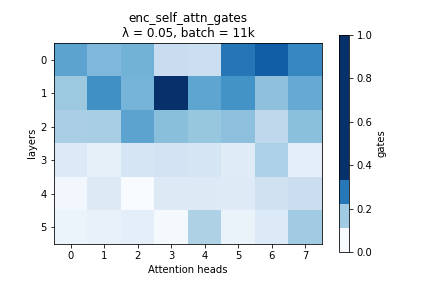 enc_self_attn_gates
λ = 0.05, batch = 11k
0
1
2
3
4
5
layers
0 1 2 3 4 5 6 7
Attention heads
1.0
0.8
0.6
0.4
0.2
0.0
gates